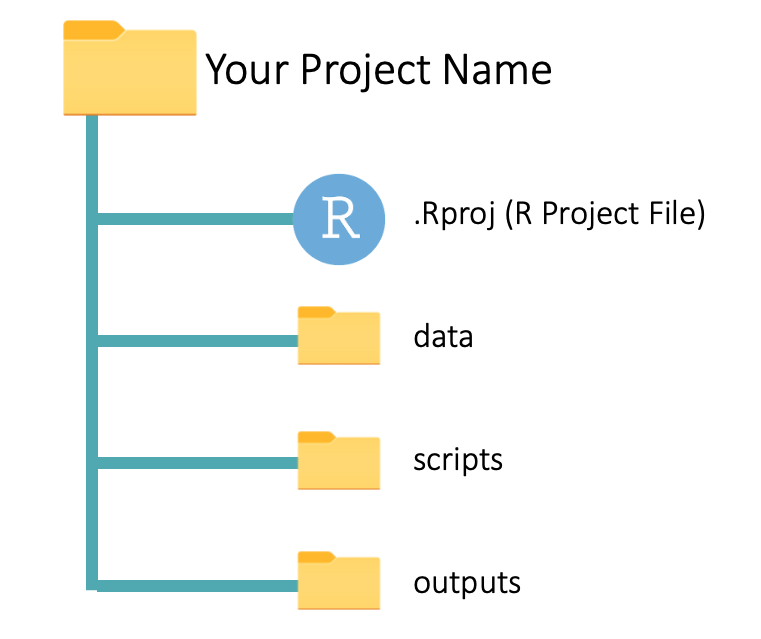 Your Project Name
R
.Rproj (R Project File)
data
scripts
outputs